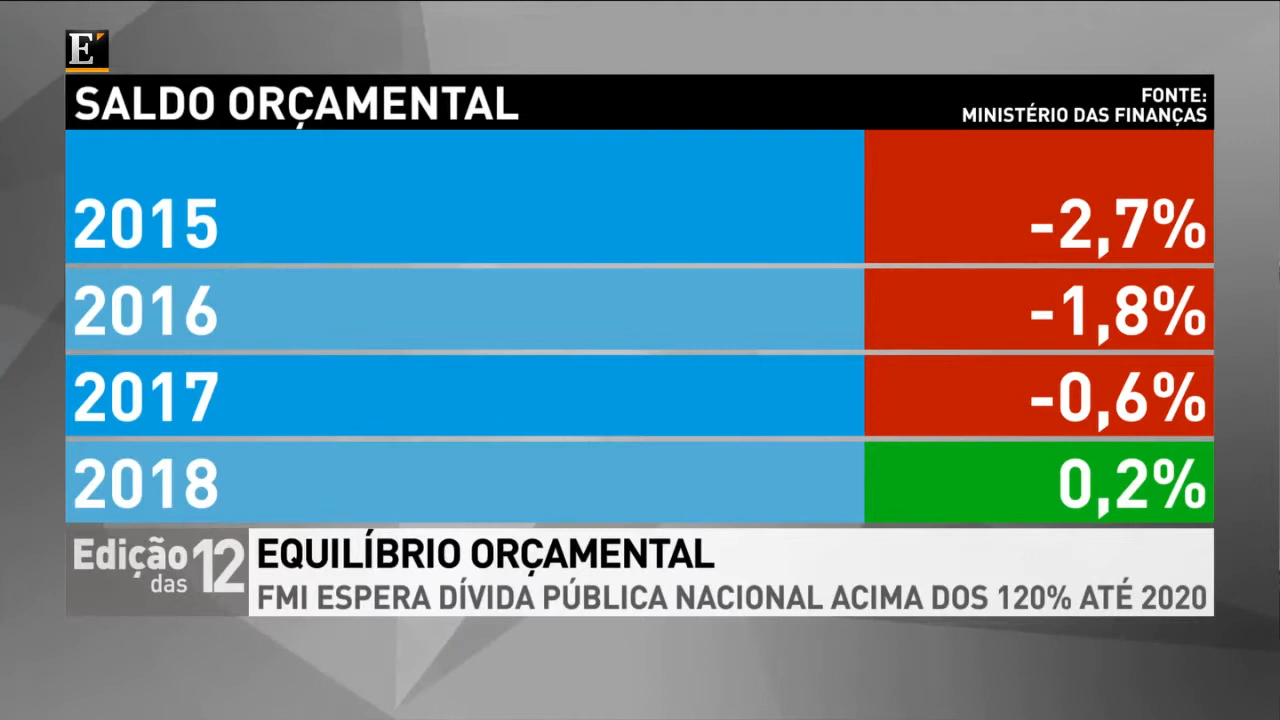 E
SALDO ORÇAMENTAL
FONTE:
MINISTÉRIO DAS FINANÇAS
2015 -2,7%
2016 -1,8%
2017 -0,6%
2018 0,2%
Edição das 12
EQUILÍBRIO ORÇAMENTAL
FMI ESPERA DÍVIDA PÚBLICA NACIONAL ACIMA DOS 120% ATÉ 2020